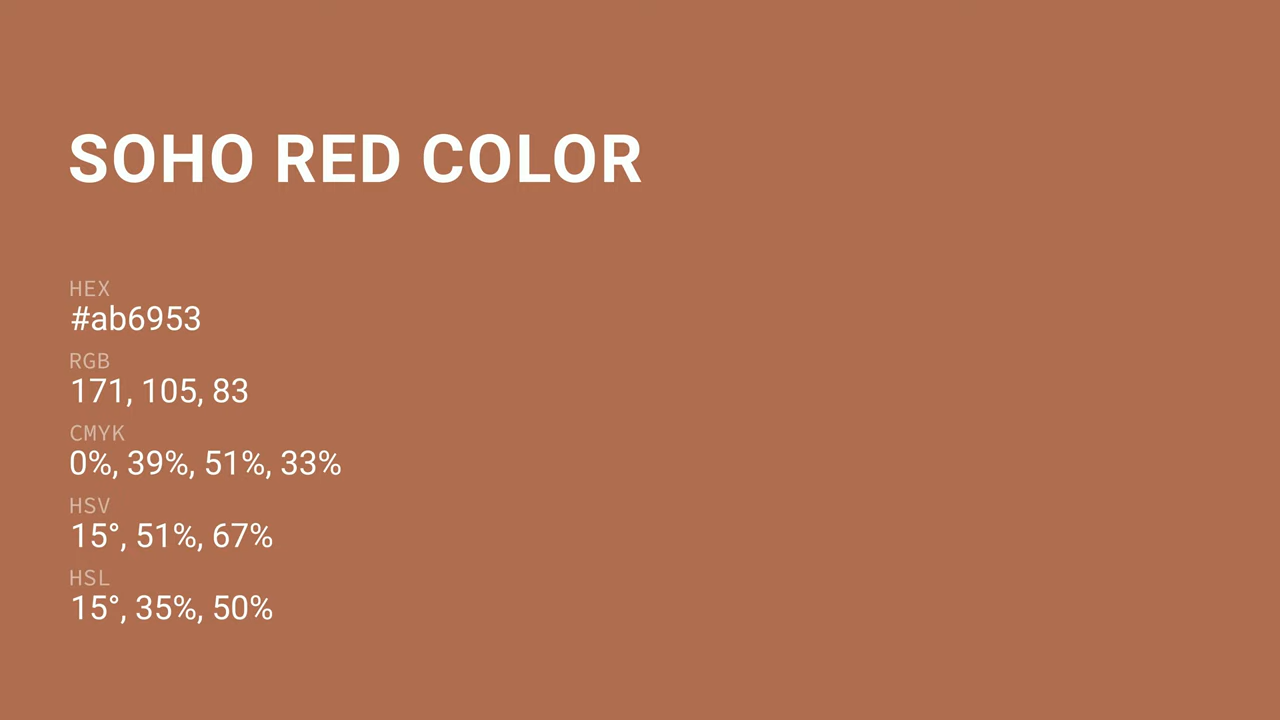 SOHO RED COLOR
HEX
#ab6953
RGB
171, 105, 83
CMYK
0%, 39%, 51%, 33%
HSV
15°, 51%, 67%
HSL
15°, 35%, 50%